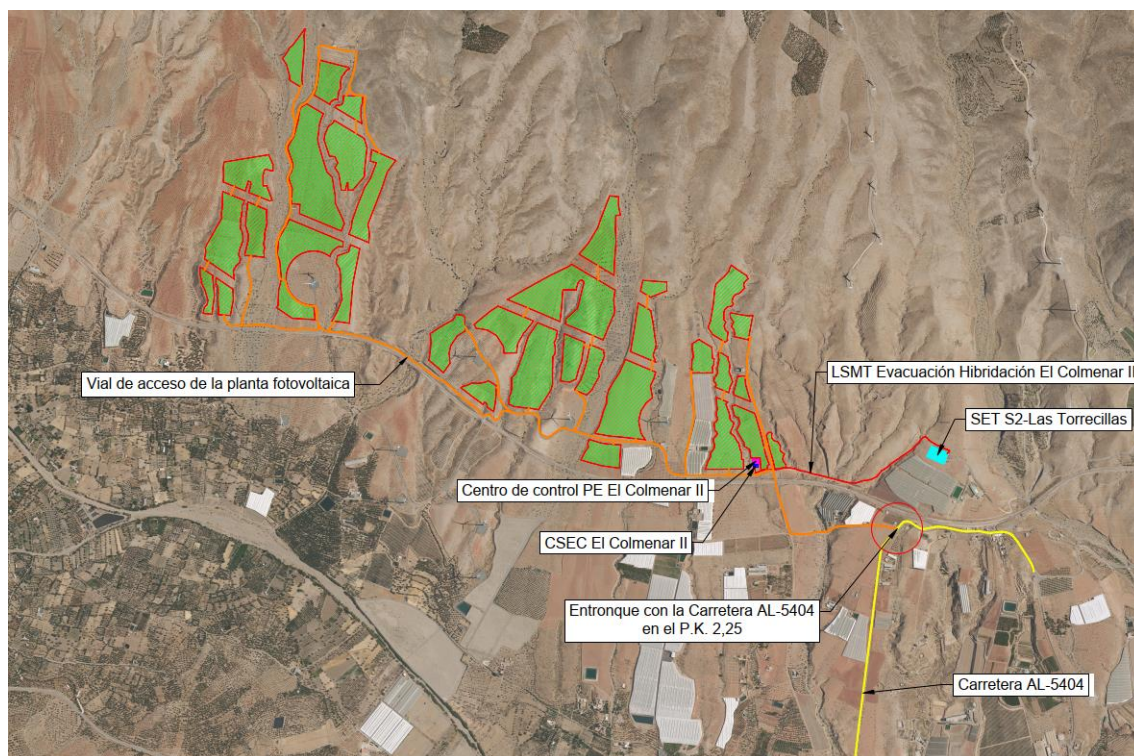 Vial de acceso de la planta fotovoltaica
LSMT Evacuación Hibridación El Colmenar II
SET S2-Las Torrecillas
Centro de control PE El Colmenar II
CSEC El Colmenar II
Entronque con la Carretera AL-5404
en el P.K. 2,25
Carretera AL-5404